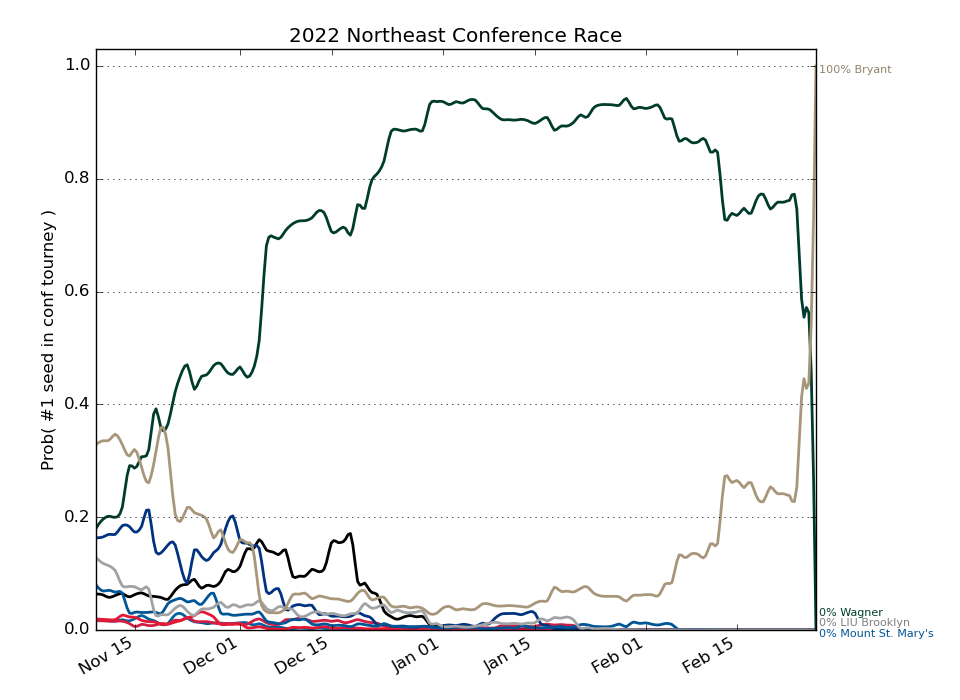 2022 Northeast Conference Race
Prob( #1 seed in conf tourney )
1.0
0.8
0.6
0.4
0.2
0.0
Nov 15
Dec 01
Dec 15
Jan 01
Jan 15
Feb 01
Feb 15
100% Bryant
0% Wagner
0% LIU Brooklyn
0% Mount St. Mary's